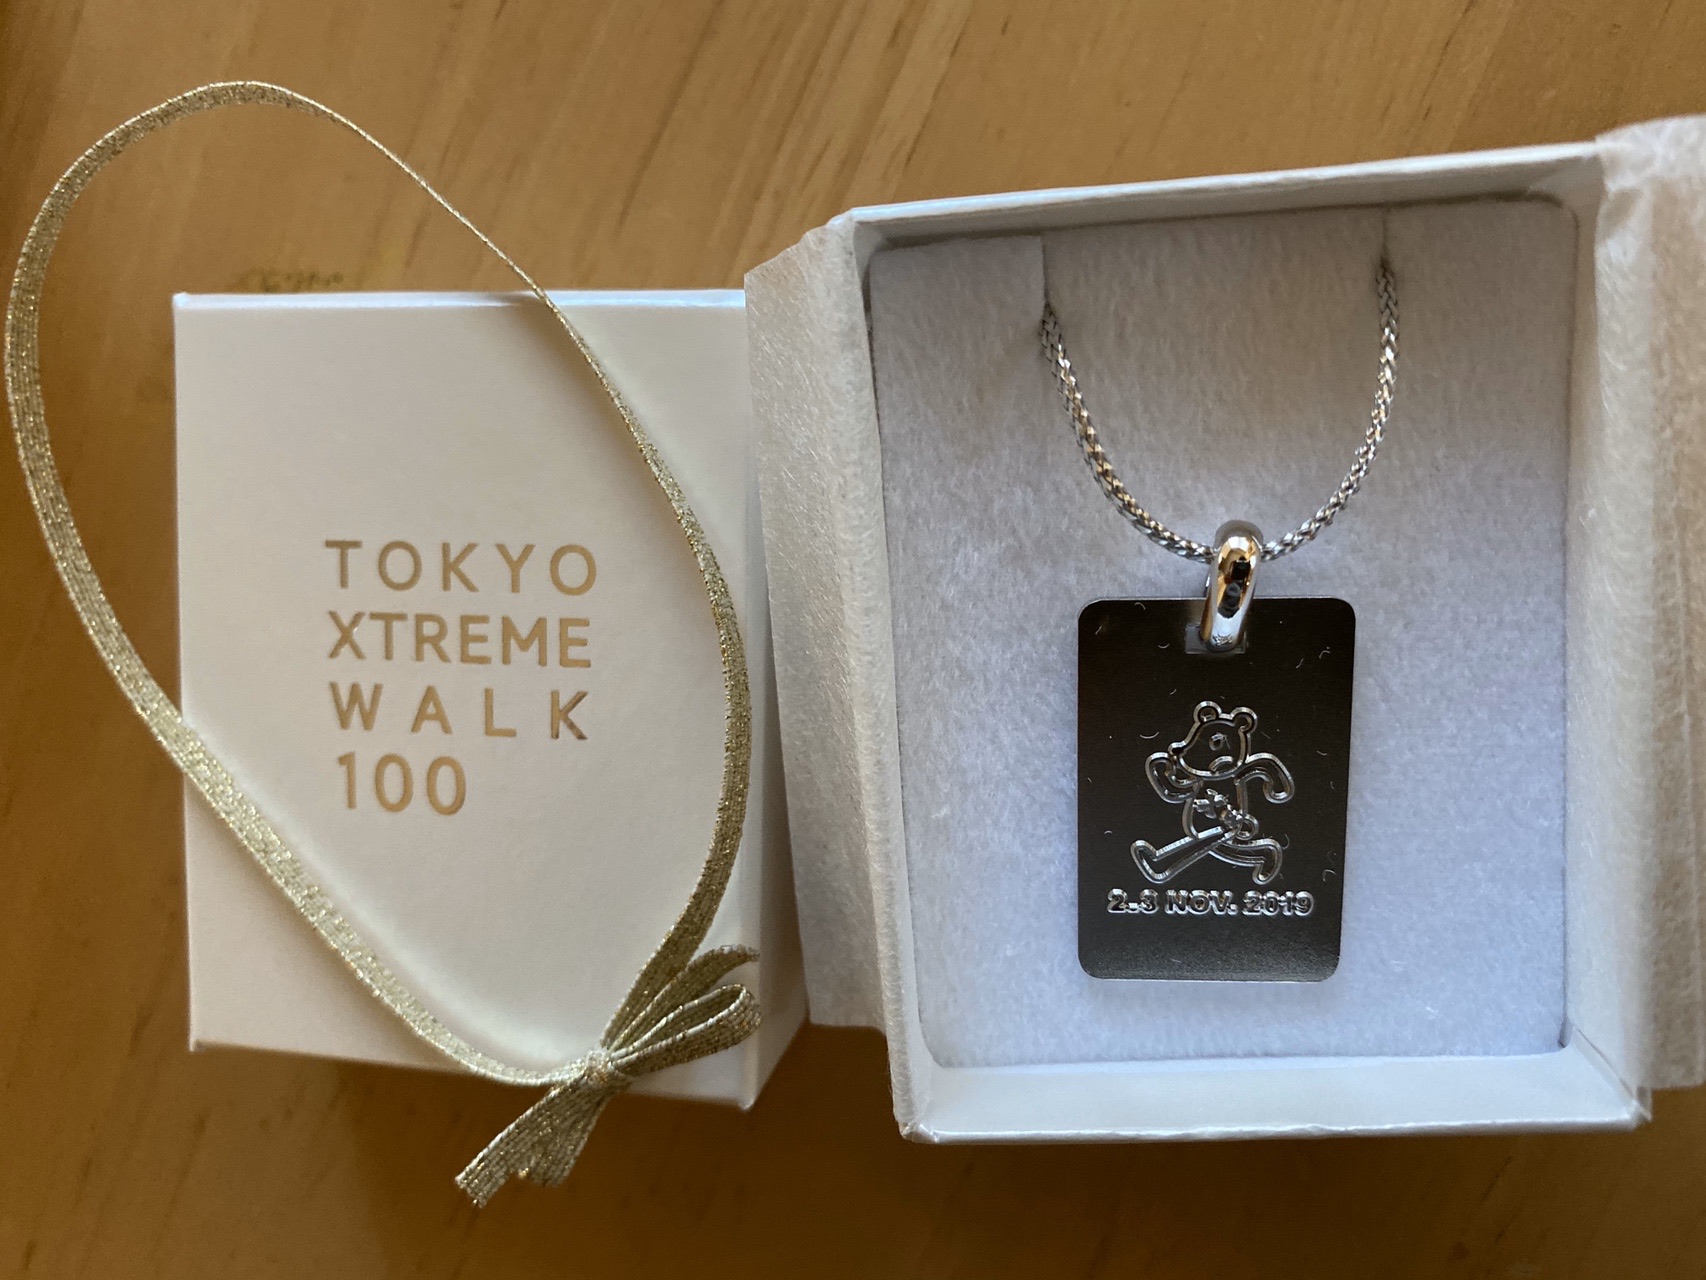 TOKYO
XTREME
WALK
100
2.3 NOV. 2019